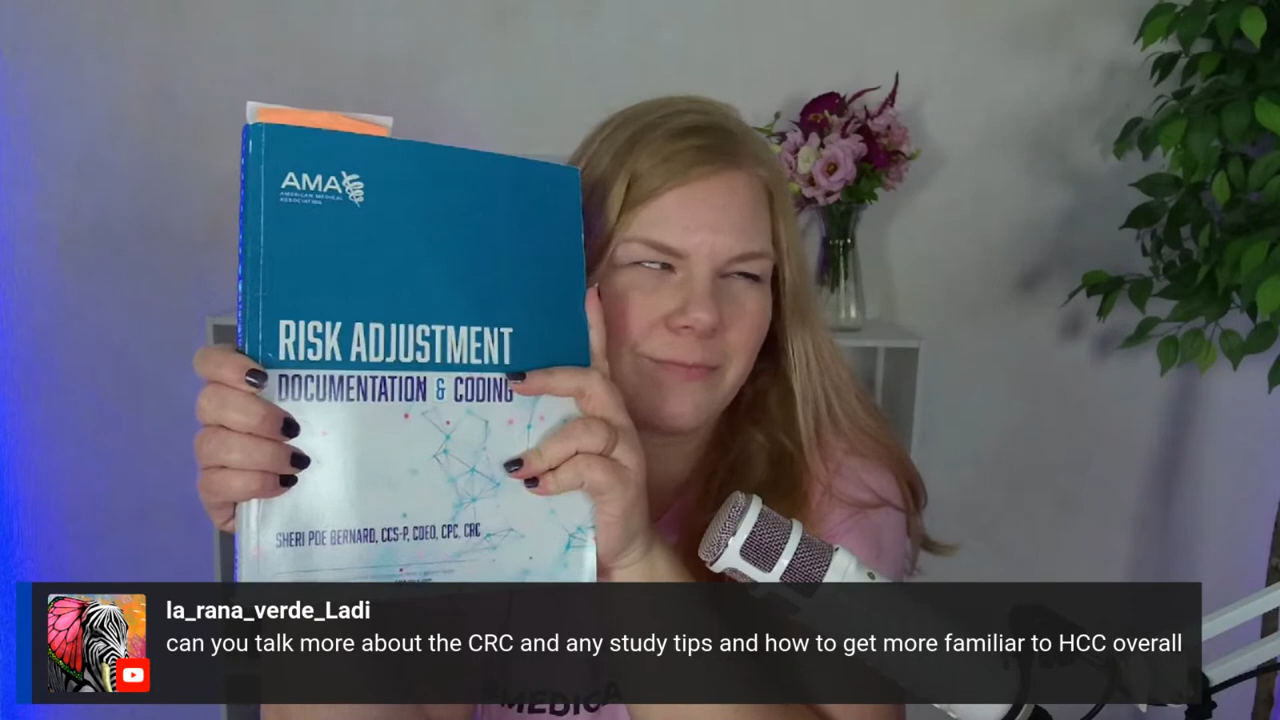 AMA
AMERICAN MEDICAL
ASSOCIATION
RISK ADJUSTMENT
DOCUMENTATION & CODING
SHERI POE BERNARD, CCS-P, CDEO, CPC, CRC
la_rana_verde_Ladi
can you talk more about the CRC and any study tips and how to get more familiar to HCC overall